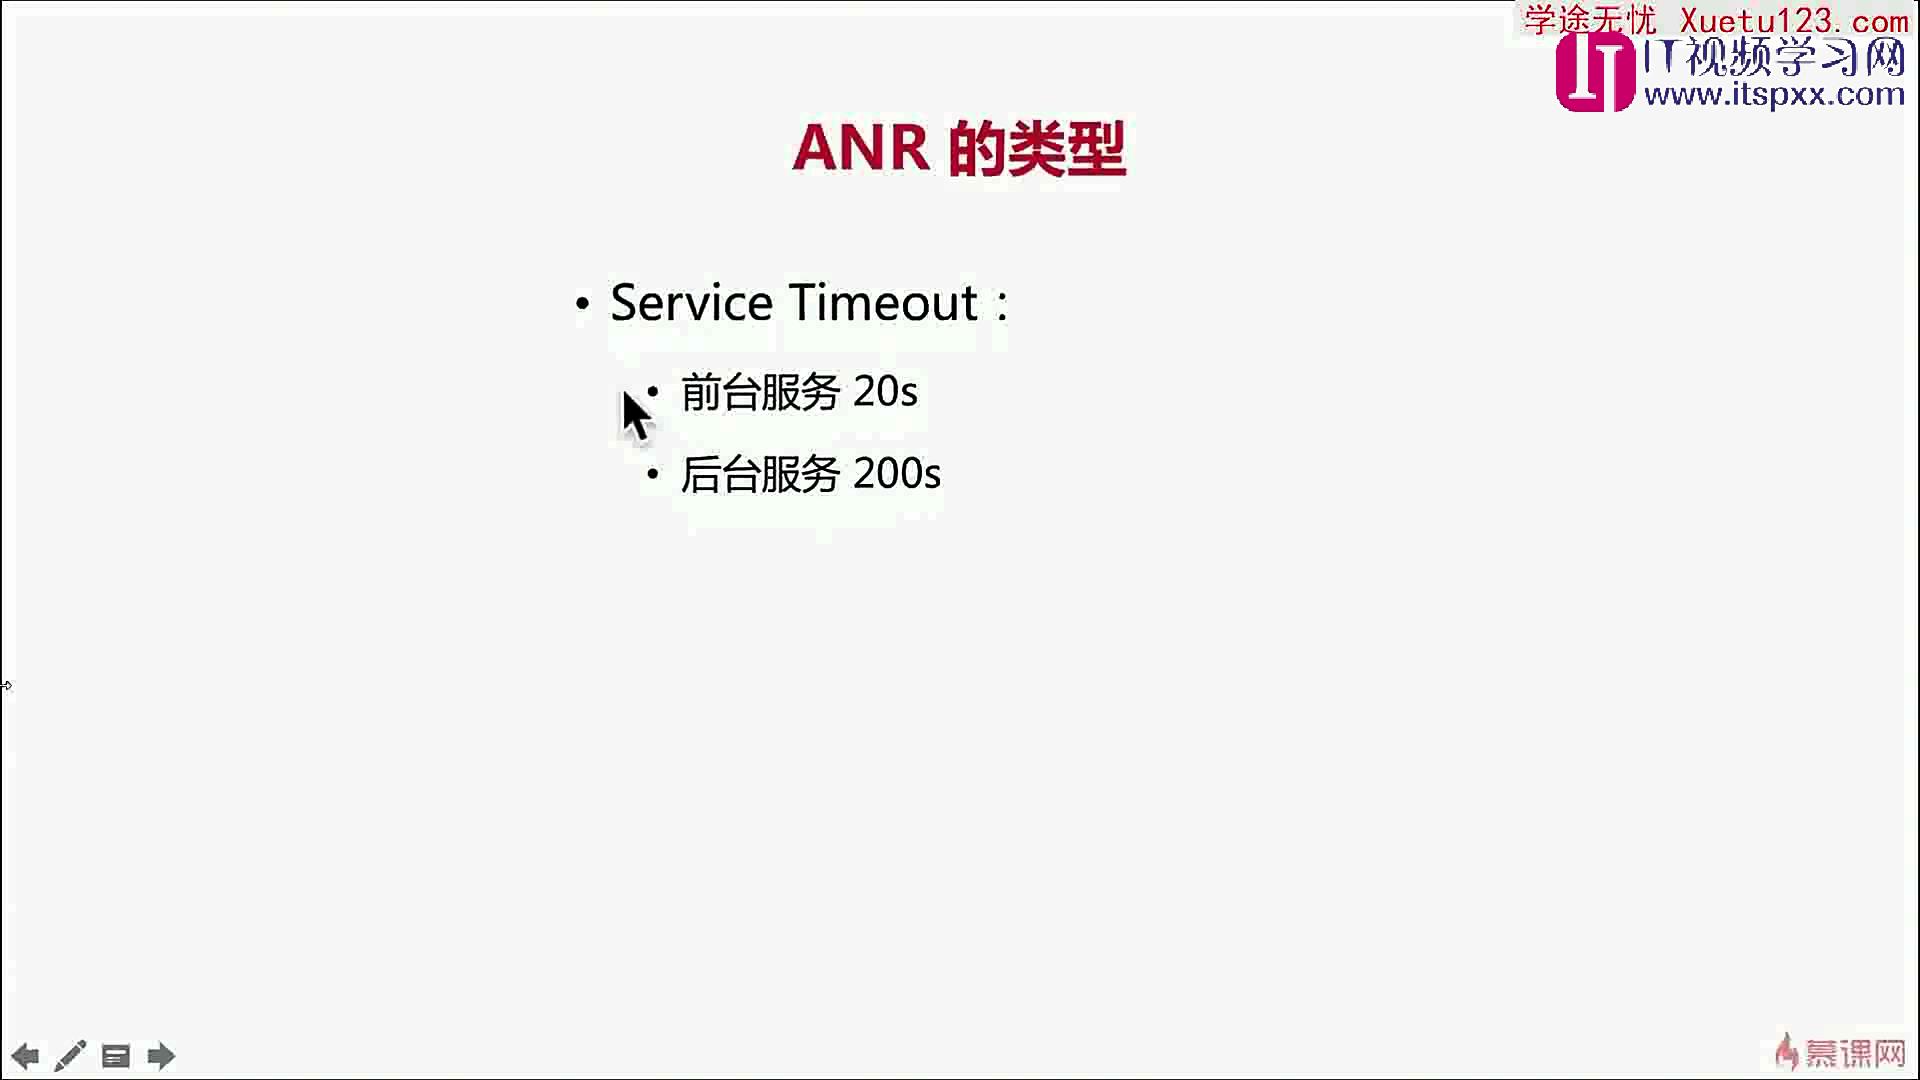 学途无忧 Xuetu123.com
IT视频学习网
www.itspxx.com
ANR 的类型
• Service Timeout：
• 前台服务 20s
• 后台服务 200s
慕课网